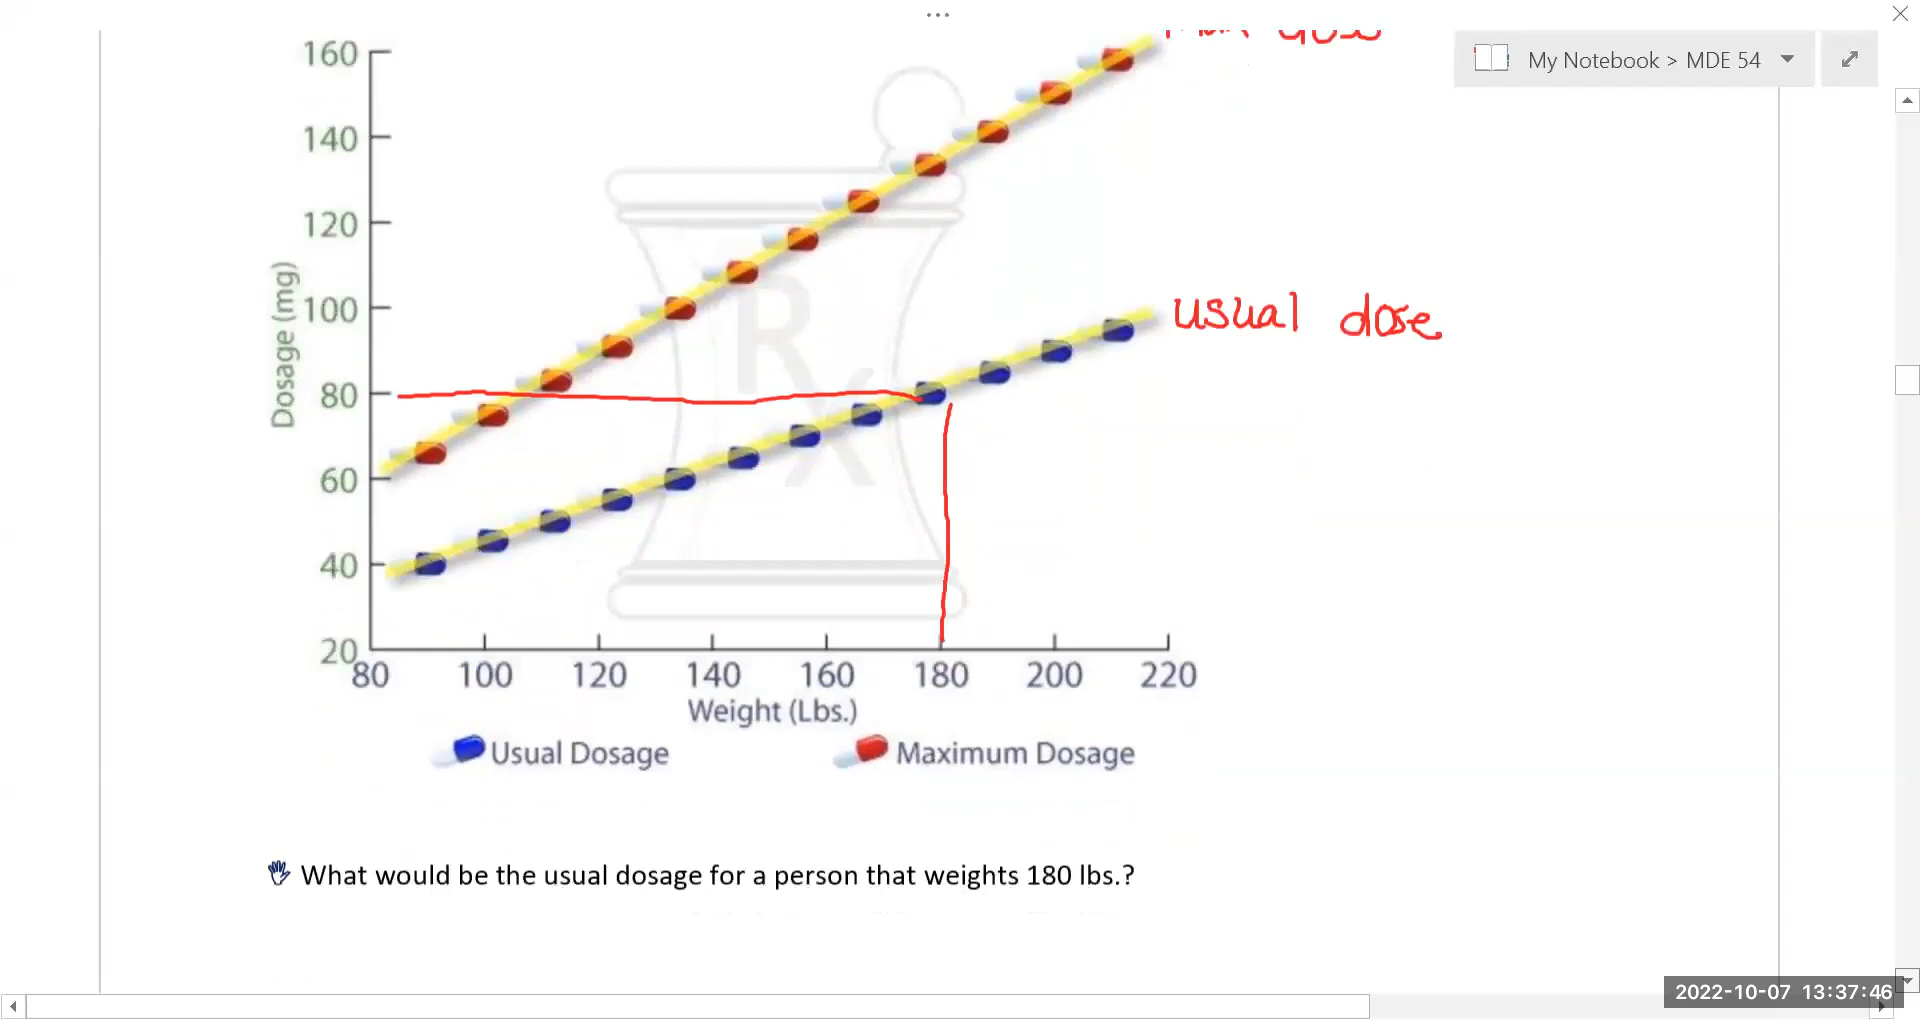 ...
My Notebook > MDE 54
160
140
120
100
80
60
40
20
Dosage (mg)
usual dose
80 100 120 140 160 180 200 220
Weight (Lbs.)
Usual Dosage Maximum Dosage
Rx
What would be the usual dosage for a person that weights 180 lbs.?
2022-10-07 13:37:46